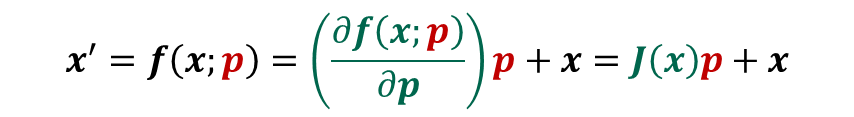 x′ = f(x; p) = (∂f(x; p) / ∂p) p + x = J(x)p + x